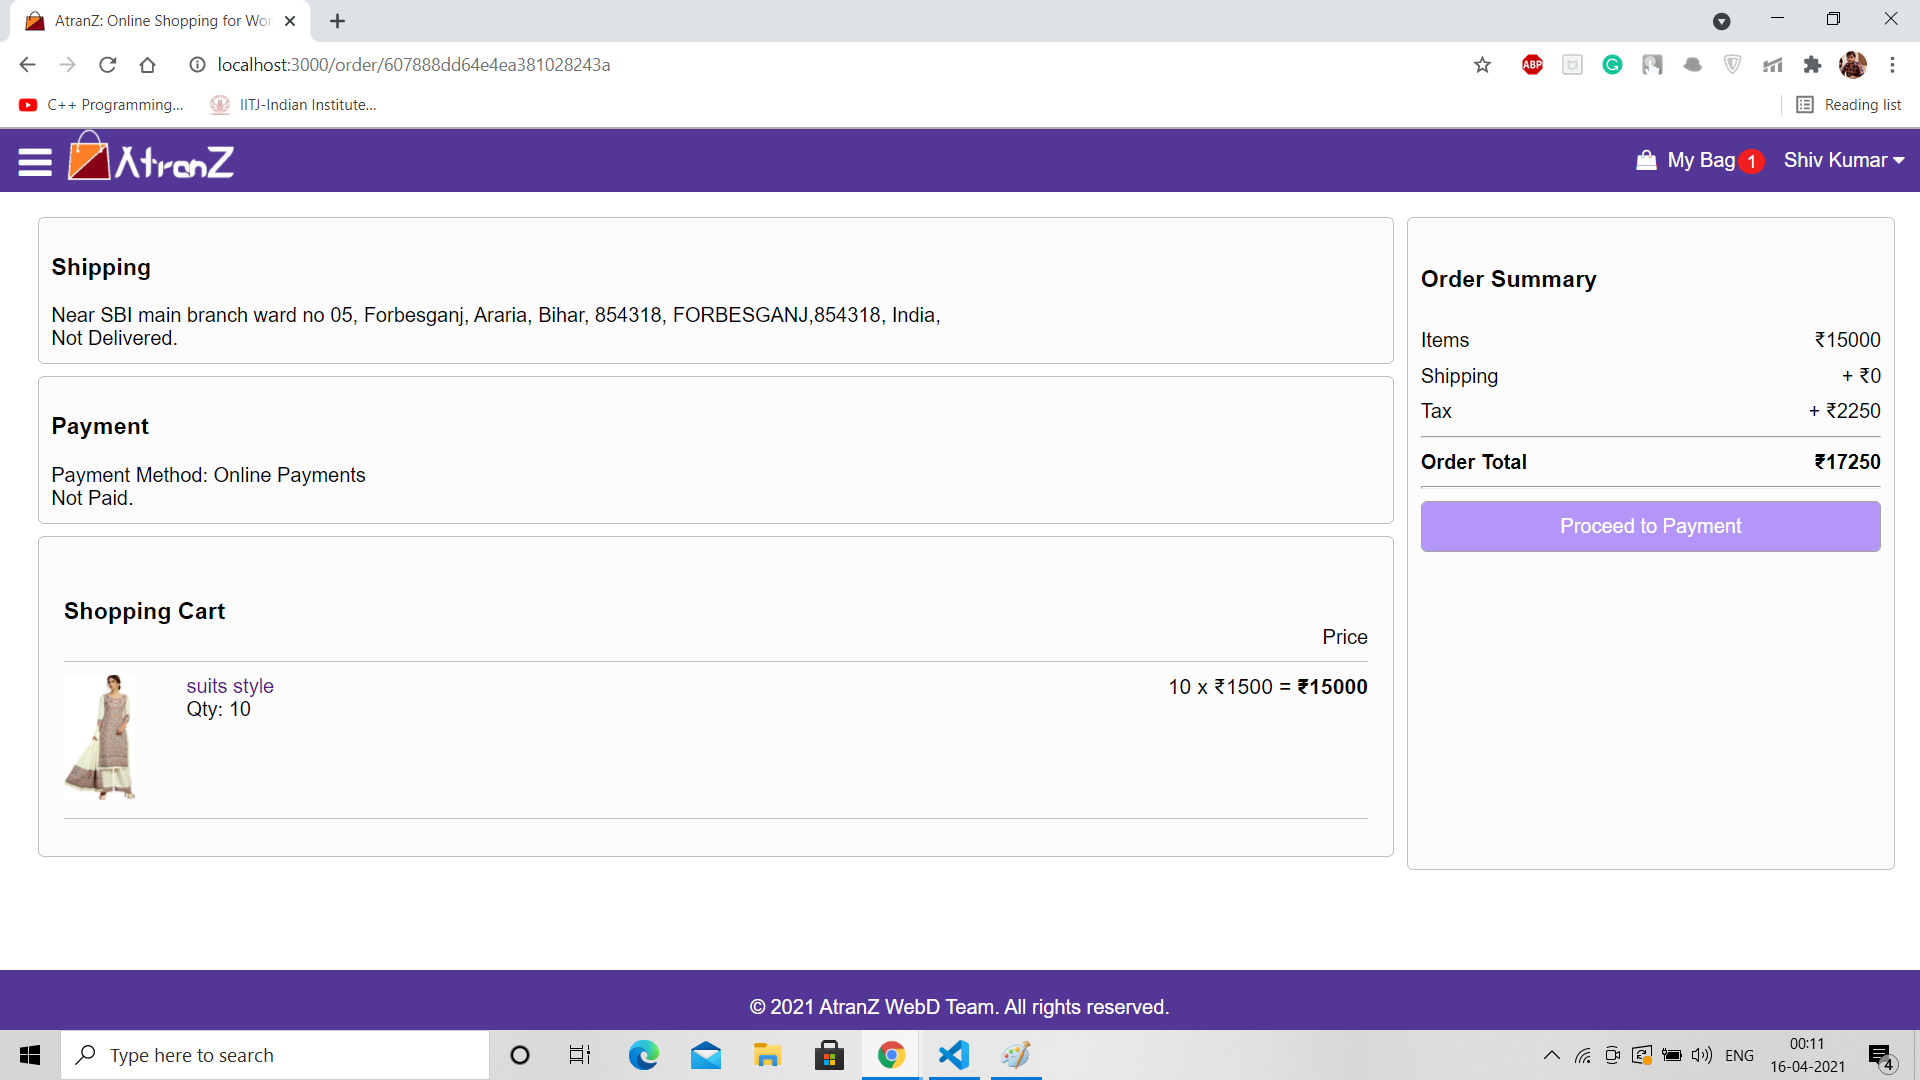 AtranZ: Online Shopping for Wor
localhost:3000/order/607888dd64e4ea381028243a
ABP
C++ Programming...
IITJ-Indian Institute...
Reading list
AtranZ
My Bag 1
Shiv Kumar
Shipping
Near SBI main branch ward no 05, Forbesganj, Araria, Bihar, 854318, FORBESGANJ,854318, India,
Not Delivered.
Payment
Payment Method: Online Payments
Not Paid.
Shopping Cart
Price
suits style
Qty: 10
10 x ₹1500 = ₹15000
Order Summary
Items ₹15000
Shipping + ₹0
Tax + ₹2250
Order Total ₹17250
Proceed to Payment
© 2021 AtranZ WebD Team. All rights reserved.
Type here to search
ENG
00:11
16-04-2021
4